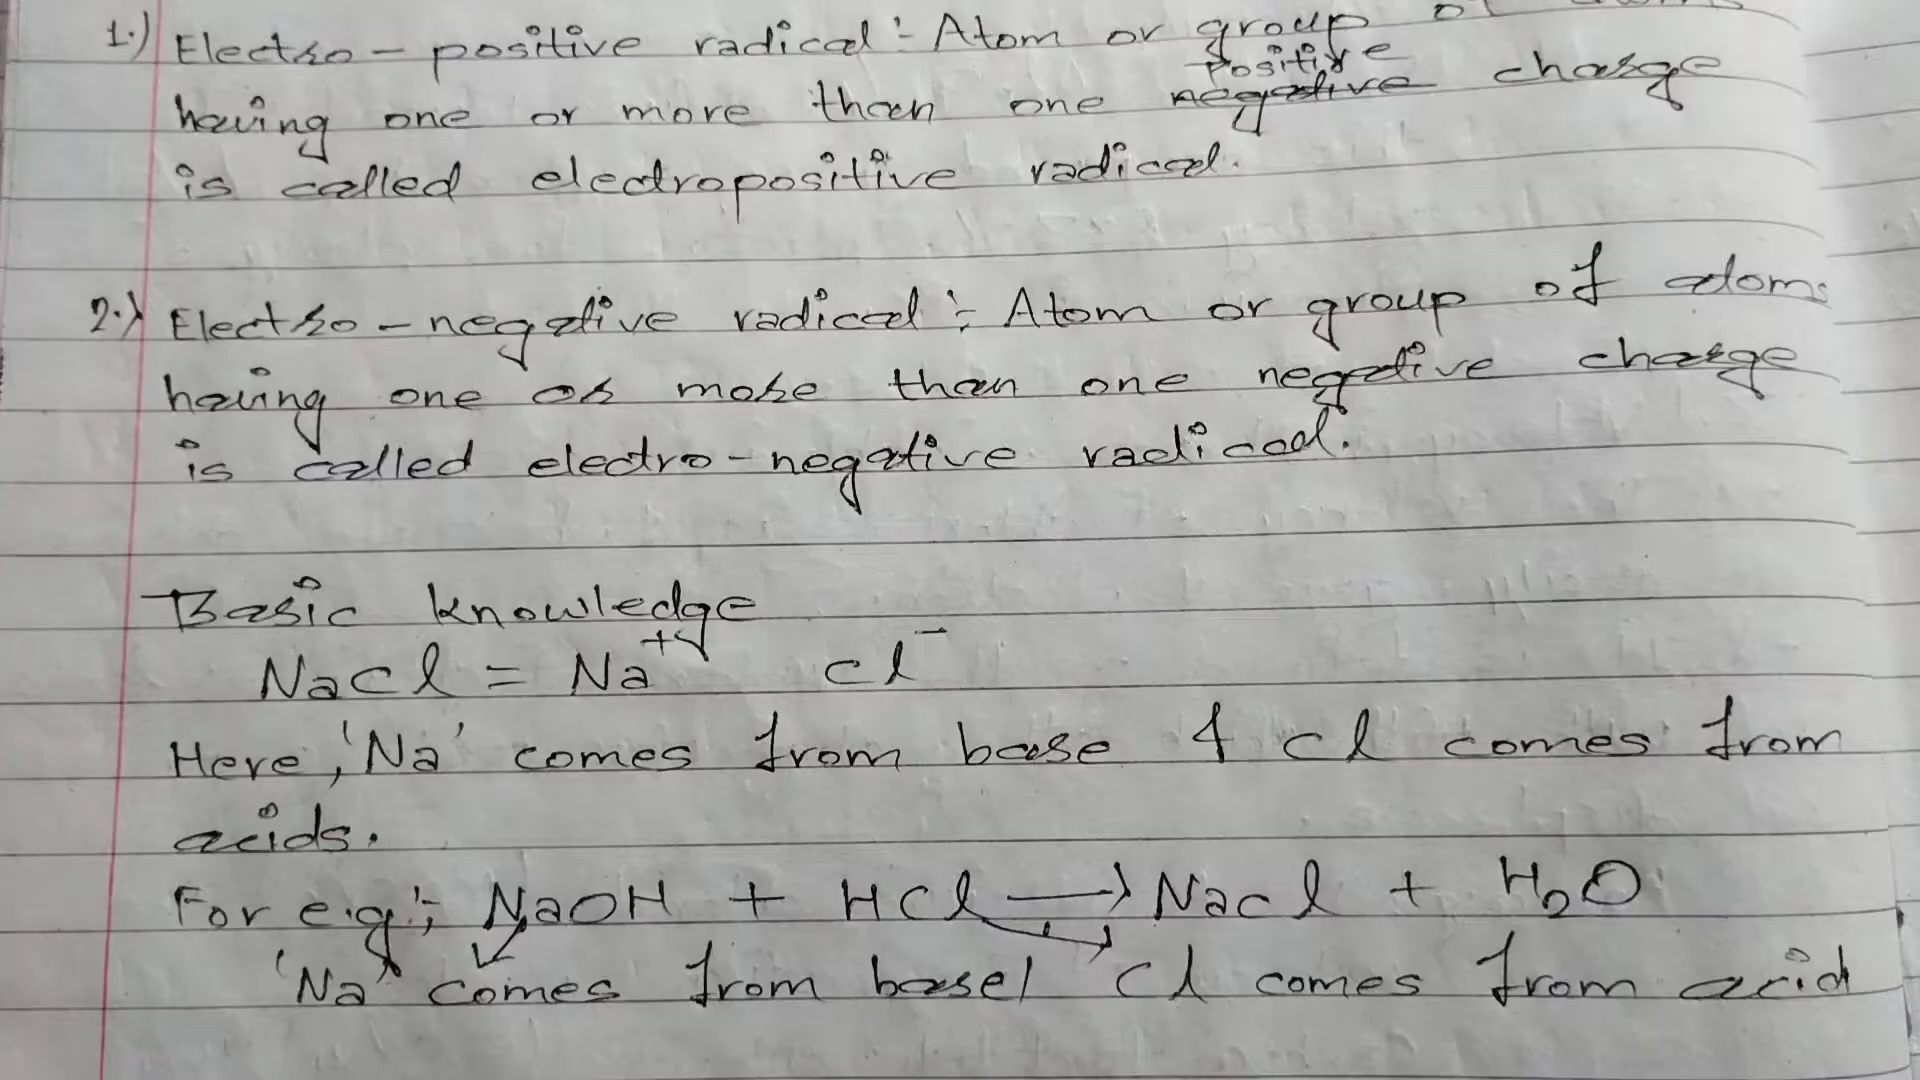 1.) Electro-positive radical :- Atom or group of atoms
positive
having one or more than one negative charge
is called electropositive radical.
2.) Electro-negative radical :- Atom or group of atoms
having one or more than one negative charge
is called electro-negative radical.
Basic knowledge
NaCl = Na⁺ Cl⁻
Here, 'Na' comes from base & Cl comes from
acids.
For e.g:- NaOH + HCl → NaCl + H₂O
'Na' comes from base/ 'Cl comes from acid